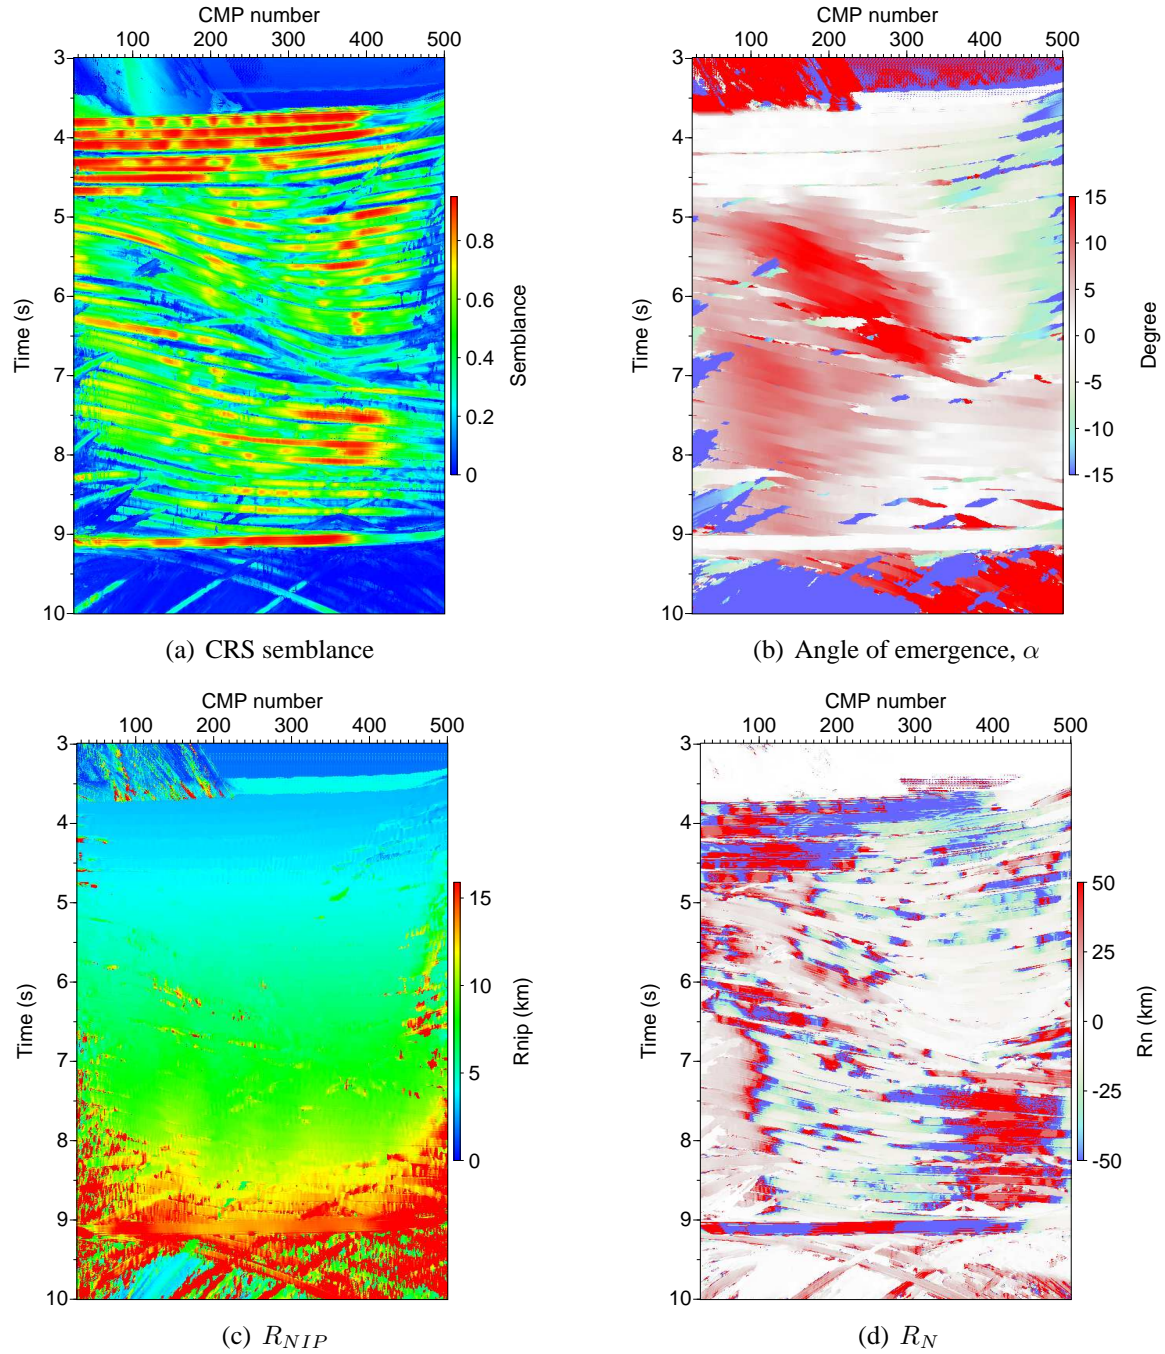 CMP number
100 200 300 400 500
3
4
5
6
7
8
9
10
Time (s)
0.8
0.6
0.4
0.2
0
Semblance
(a) CRS semblance
CMP number
100 200 300 400 500
3
4
5
6
7
8
9
10
Time (s)
15
10
5
0
-5
-10
-15
Degree
(b) Angle of emergence, α
CMP number
100 200 300 400 500
3
4
5
6
7
8
9
10
Time (s)
15
10
5
0
Rnip (km)
(c) R_{NIP}
CMP number
100 200 300 400 500
3
4
5
6
7
8
9
10
Time (s)
50
25
0
-25
-50
Rn (km)
(d) R_N